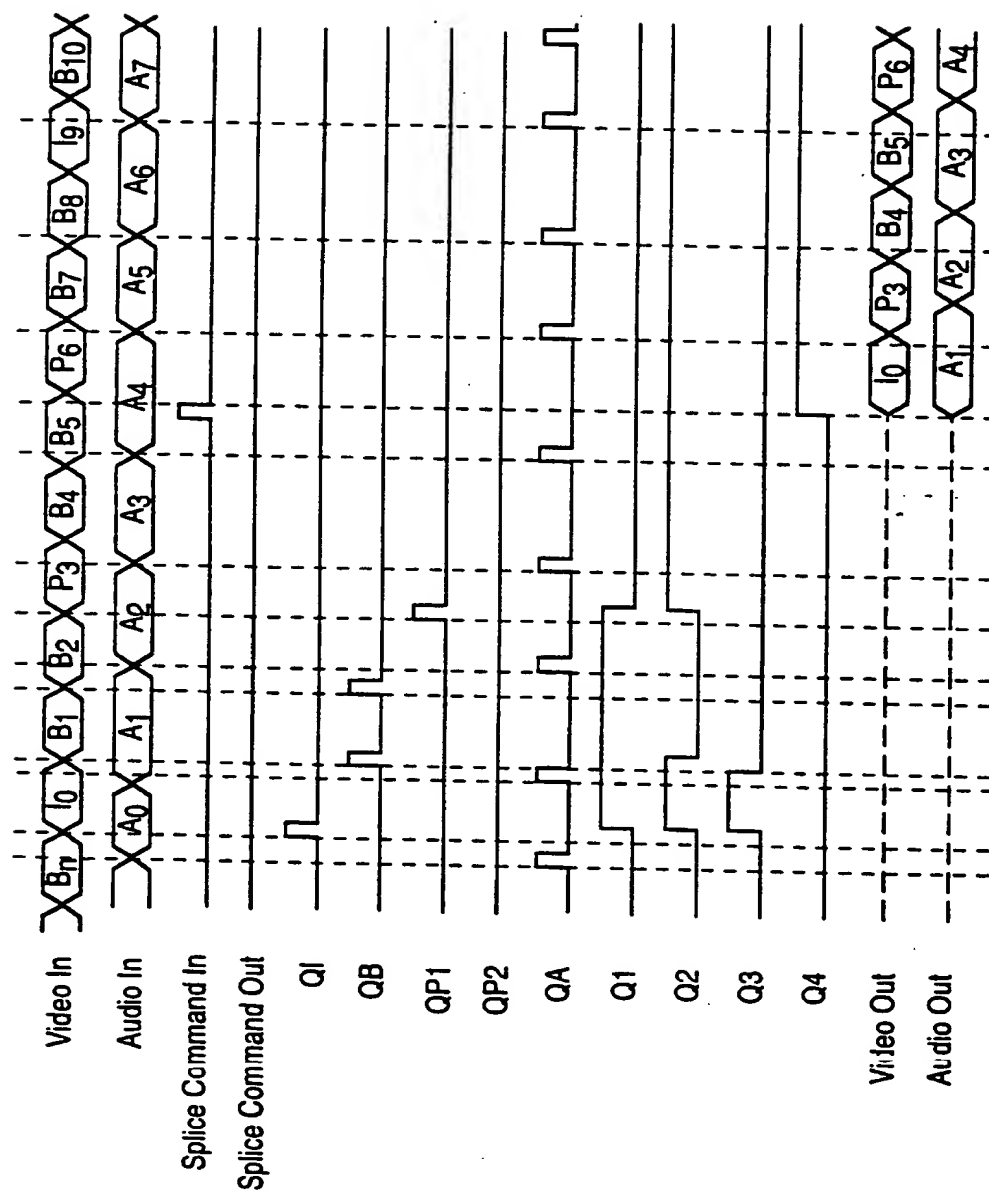 Video In Bn I0 B1 B2 P3 B4 B5 P6 B7 B8 I9 B10
Audio In A0 A1 A2 A3 A4 A5 A6 A7
Splice Command In
Splice Command Out
QI
QB
QP1
QP2
QA
Q1
Q2
Q3
Q4
Video Out I0 P3 B4 B5 P6
Audio Out A1 A2 A3 A4